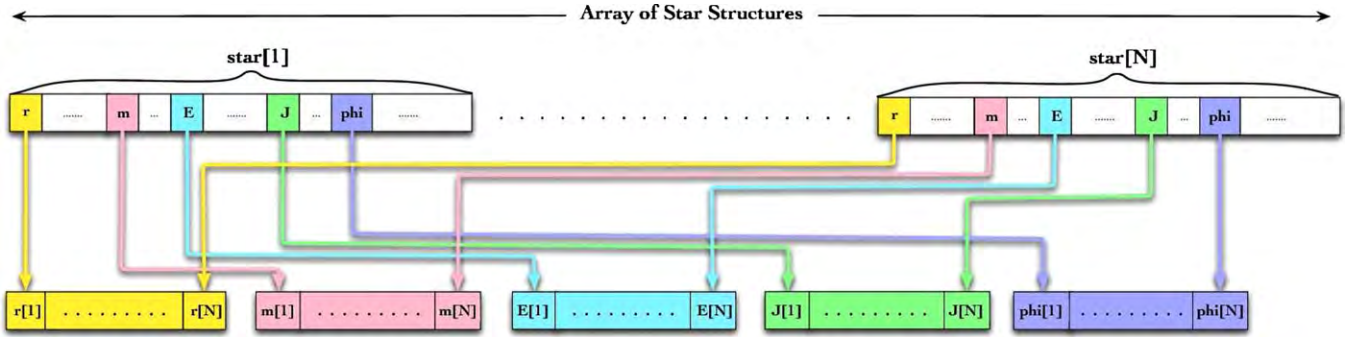 Array of Star Structures
star[1] star[N]
r ....... m ... E ....... J ... phi ....... r ....... m ... E ....... J ... phi .......
r[1] . . . . . . . . . r[N] m[1] . . . . . . . . . m[N] E[1] . . . . . . . . . E[N] J[1] . . . . . . . . . J[N] phi[1] . . . . . . . . . phi[N]